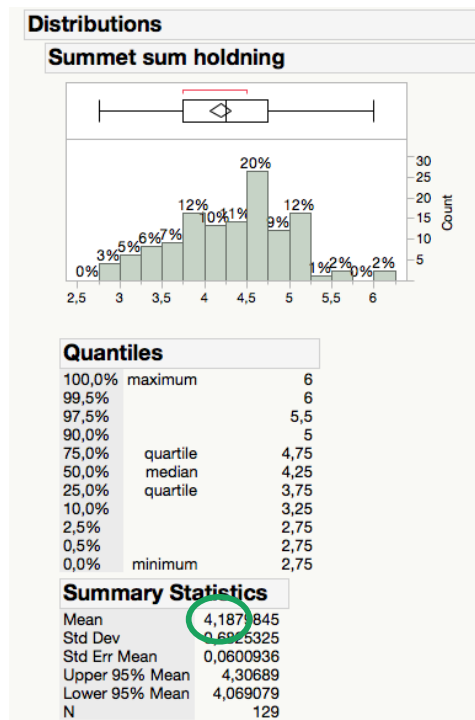 Distributions
Summet sum holdning
0% 3% 5% 6% 7% 12% 10% 11% 20% 9% 12% 1% 2% 0% 2%
30
25
20
15
10
5
Count
2,5 3 3,5 4 4,5 5 5,5 6
Quantiles
100,0% maximum 6
99,5% 6
97,5% 5,5
90,0% 5
75,0% quartile 4,75
50,0% median 4,25
25,0% quartile 3,75
10,0% 3,25
2,5% 2,75
0,5% 2,75
0,0% minimum 2,75
Summary Statistics
Mean 4,1879845
Std Dev 0,6825325
Std Err Mean 0,0600936
Upper 95% Mean 4,30689
Lower 95% Mean 4,069079
N 129